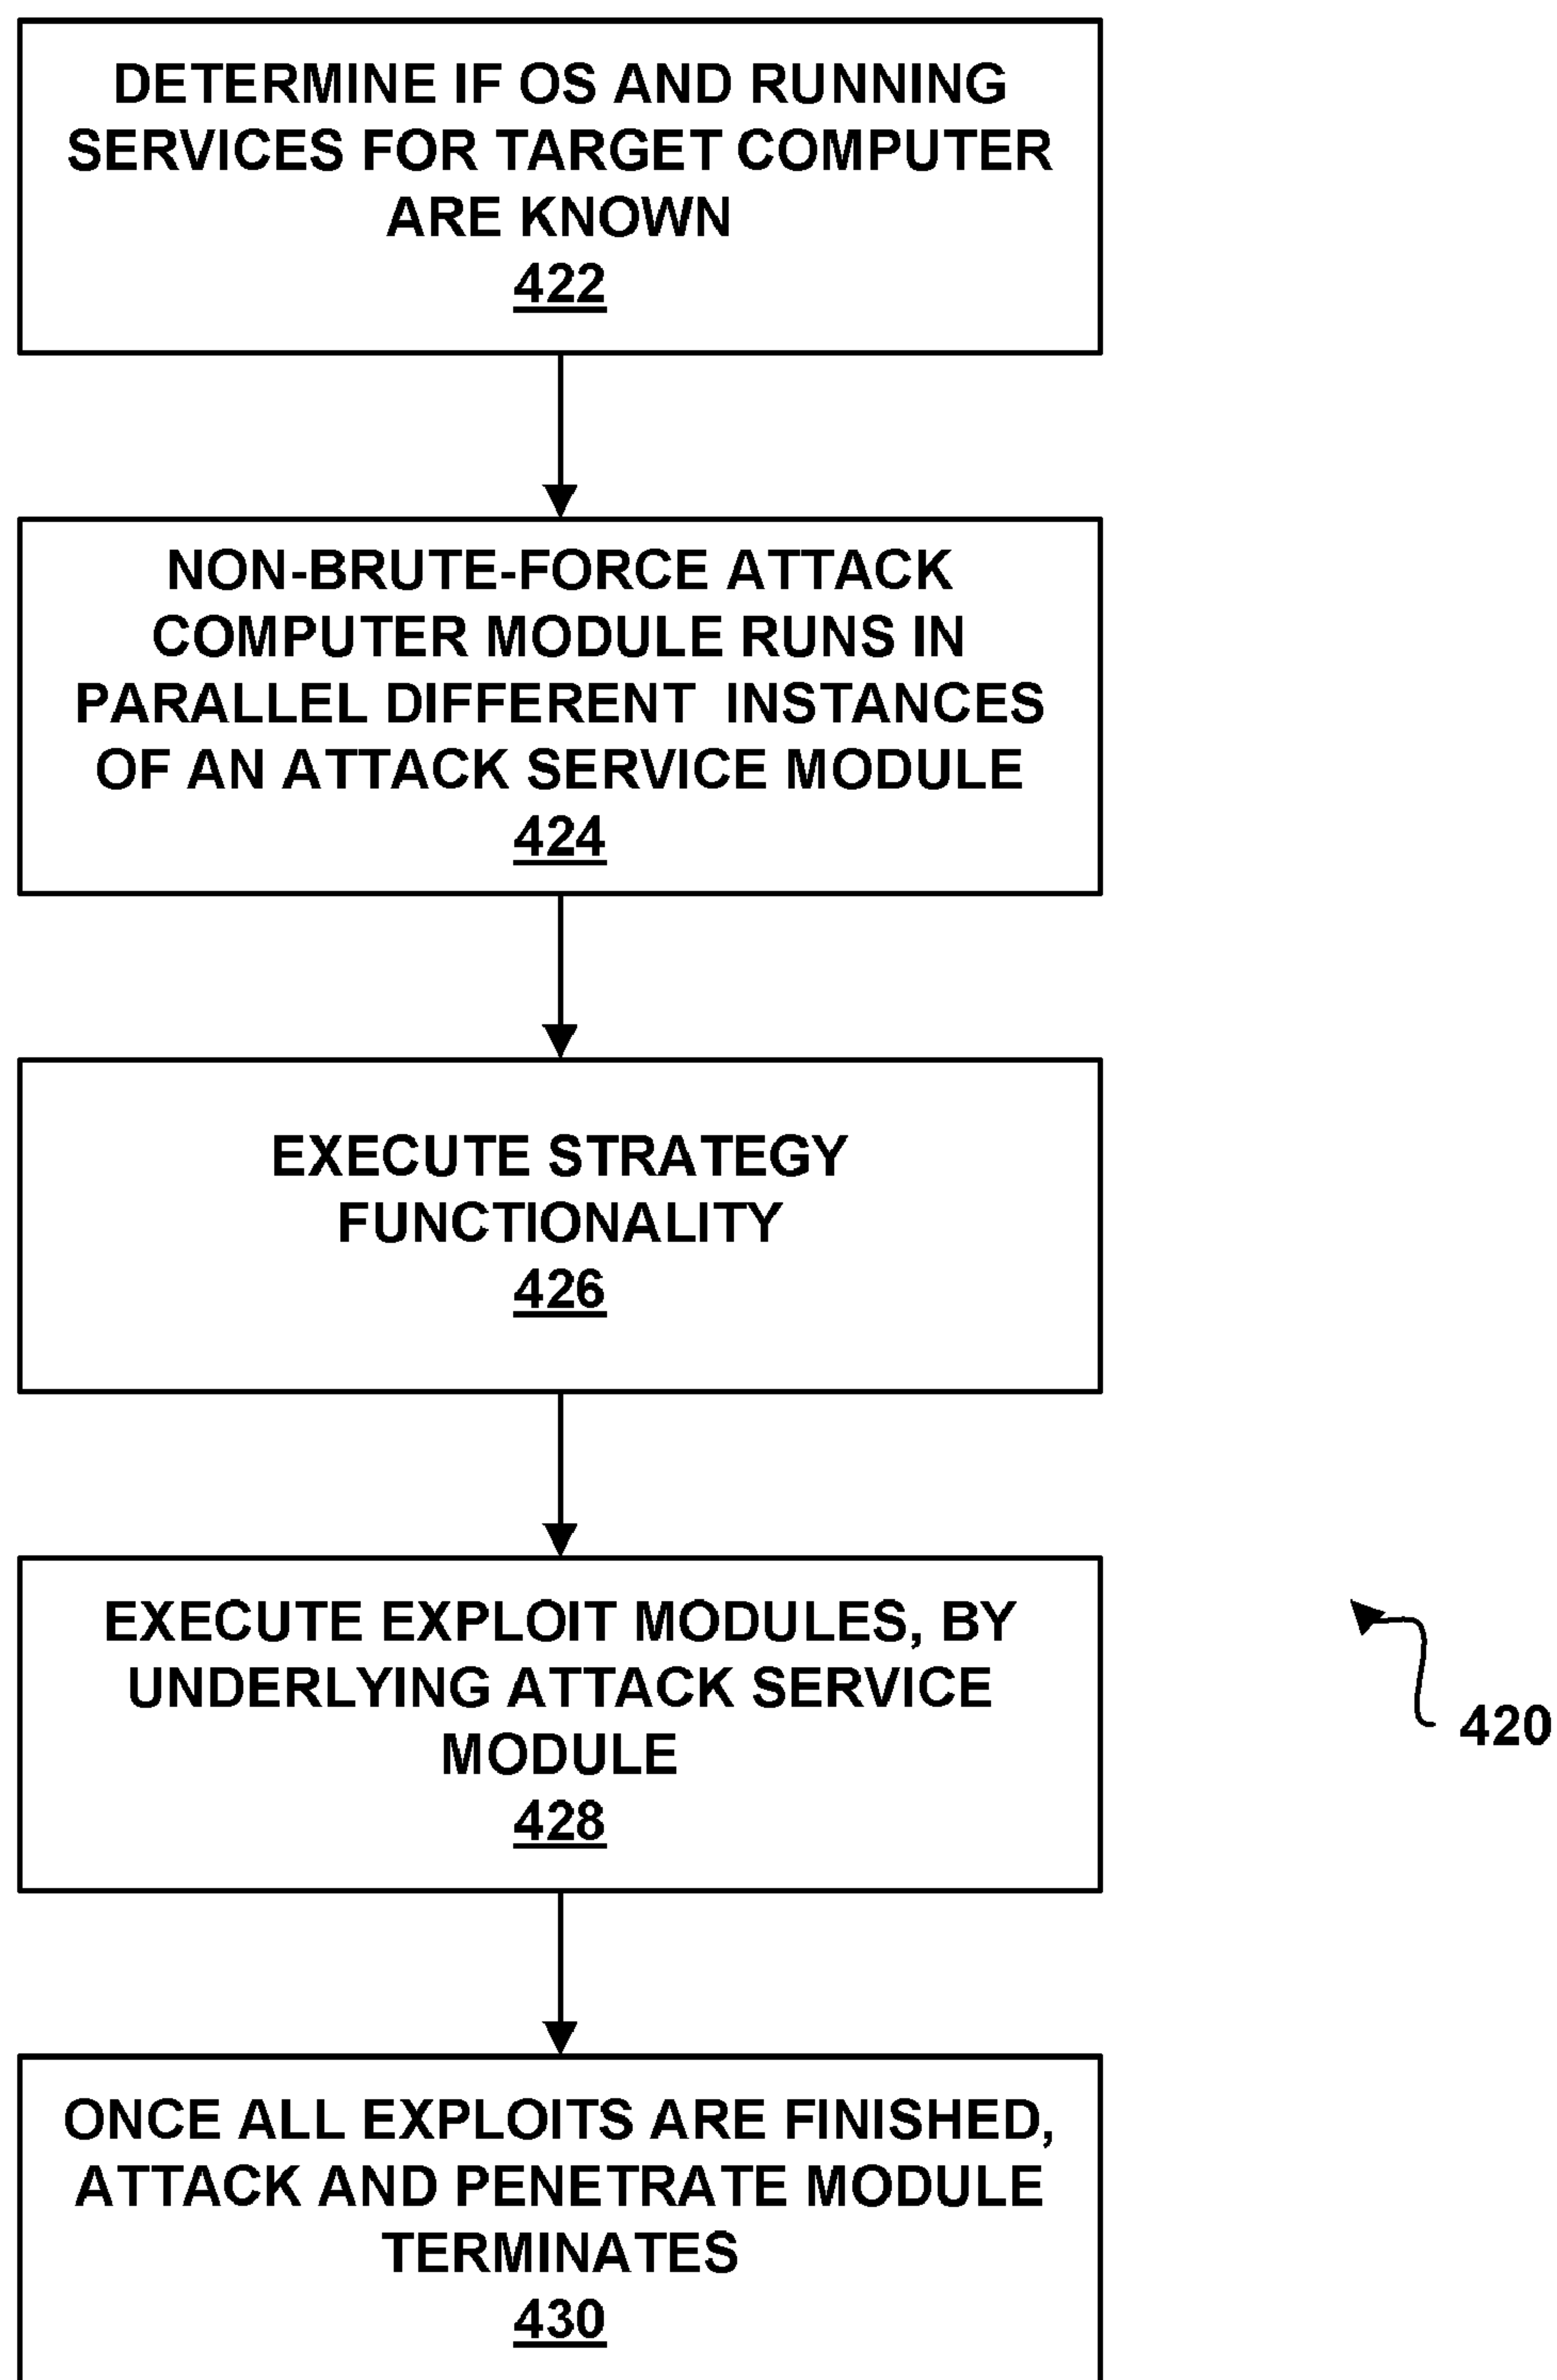 DETERMINE IF OS AND RUNNING
SERVICES FOR TARGET COMPUTER
ARE KNOWN
422
NON-BRUTE-FORCE ATTACK
COMPUTER MODULE RUNS IN
PARALLEL DIFFERENT INSTANCES
OF AN ATTACK SERVICE MODULE
424
EXECUTE STRATEGY
FUNCTIONALITY
426
EXECUTE EXPLOIT MODULES, BY
UNDERLYING ATTACK SERVICE
MODULE
428
420
ONCE ALL EXPLOITS ARE FINISHED,
ATTACK AND PENETRATE MODULE
TERMINATES
430